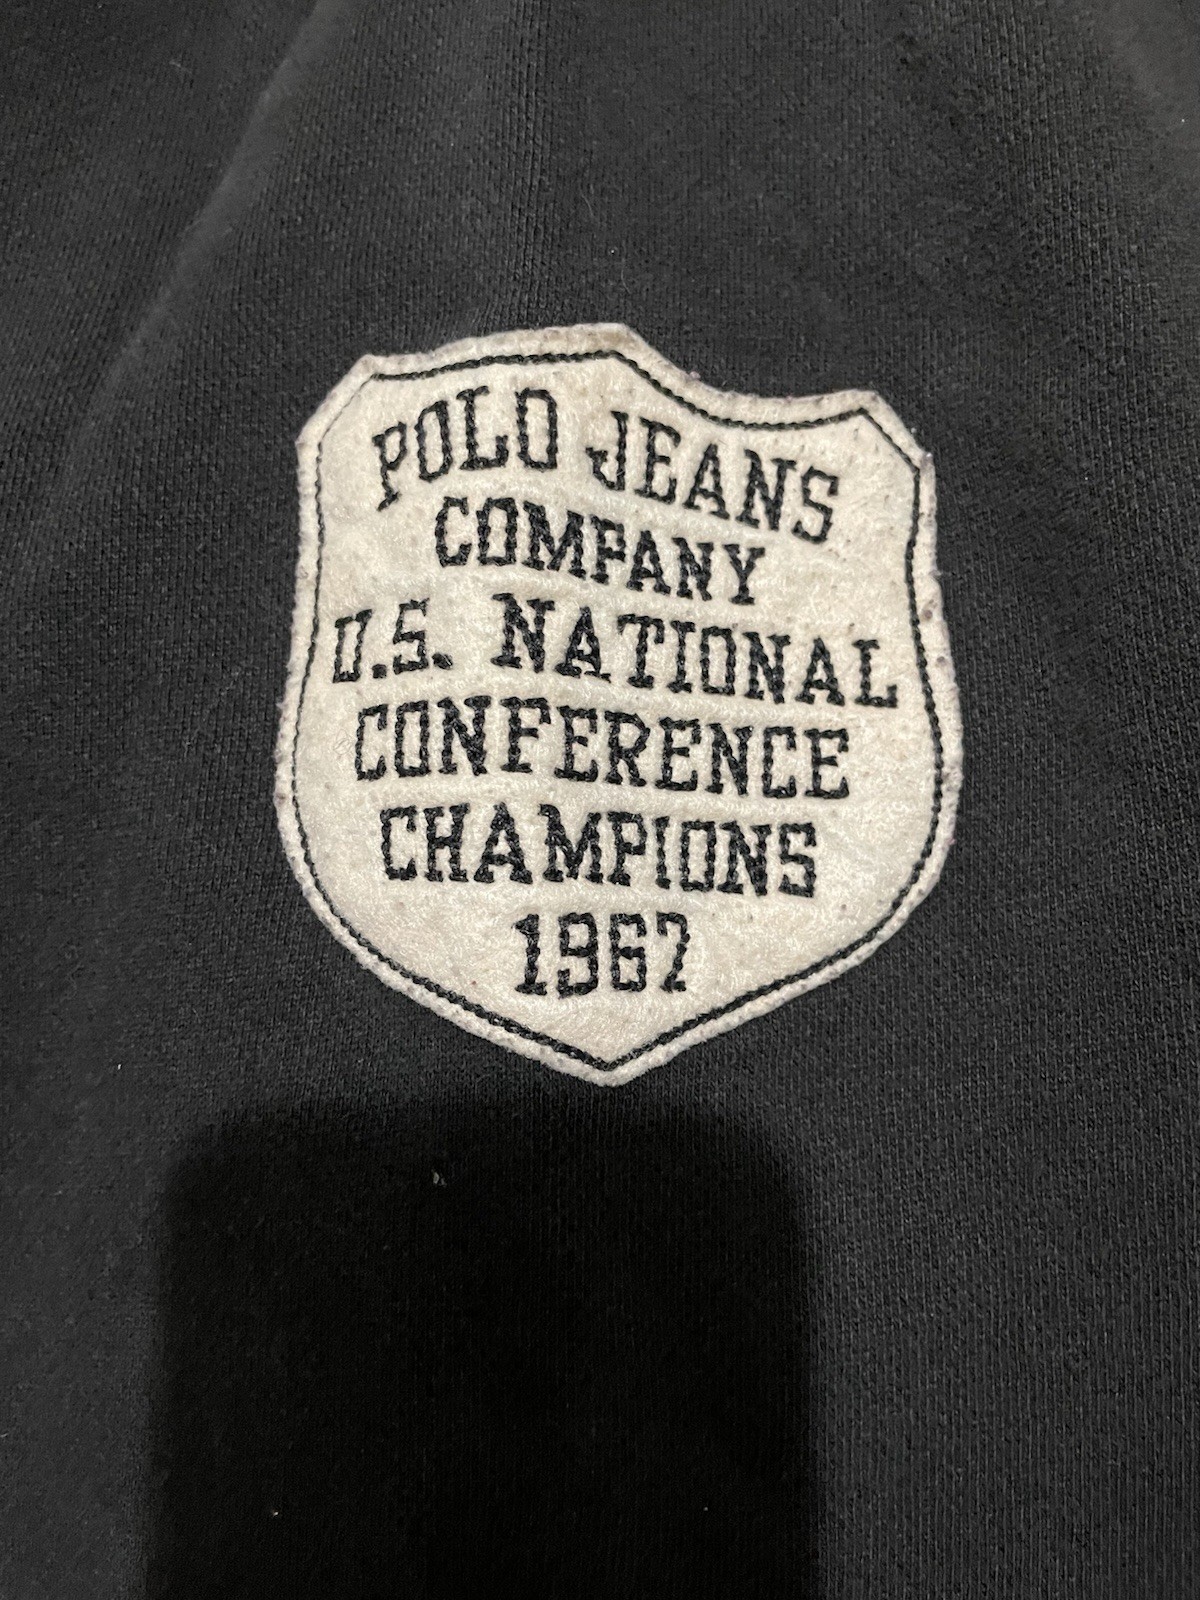 POLO JEANS
COMPANY
U.S. NATIONAL
CONFERENCE
CHAMPIONS
1967